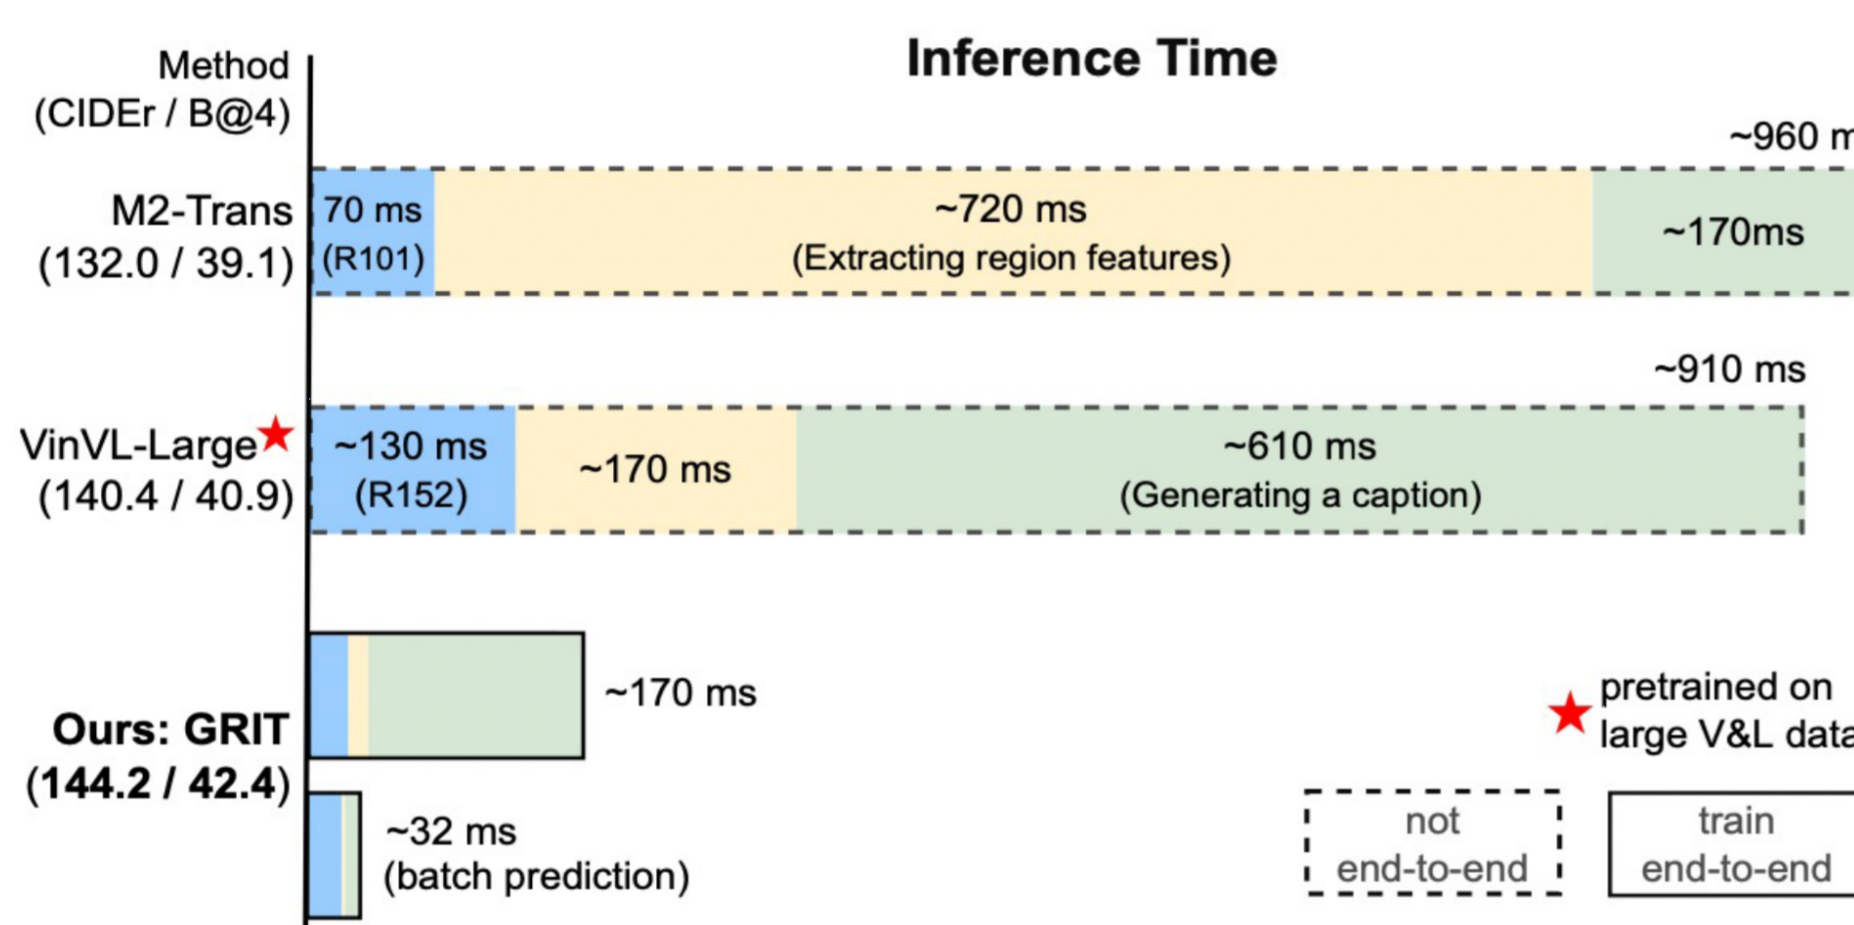 Inference Time
Method
(CIDEr / B@4)
~960 m
M2-Trans
(132.0 / 39.1)
70 ms
(R101)
~720 ms
(Extracting region features)
~170ms
~910 ms
VinVL-Large
(140.4 / 40.9)
~130 ms
(R152)
~170 ms
~610 ms
(Generating a caption)
Ours: GRIT
(144.2 / 42.4)
~170 ms
~32 ms
(batch prediction)
pretrained on
large V&L data
not
end-to-end
train
end-to-end